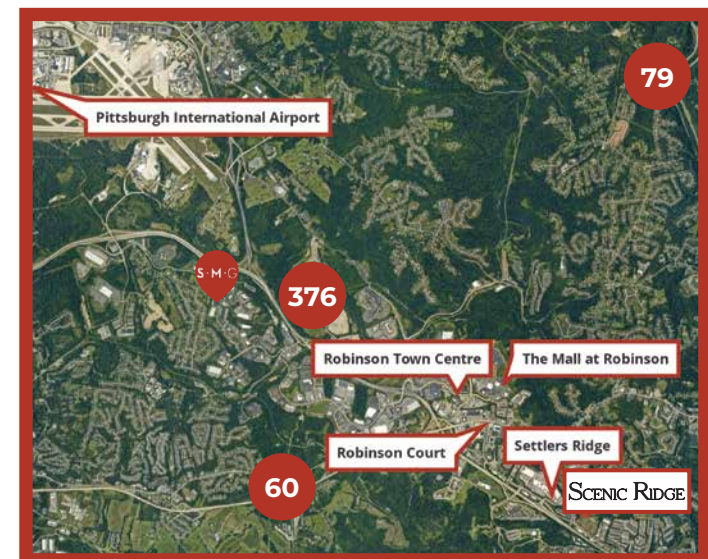 79
Pittsburgh International Airport
S·M·G
376
Robinson Town Centre
The Mall at Robinson
Robinson Court
Settlers Ridge
60
SCENIC RIDGE